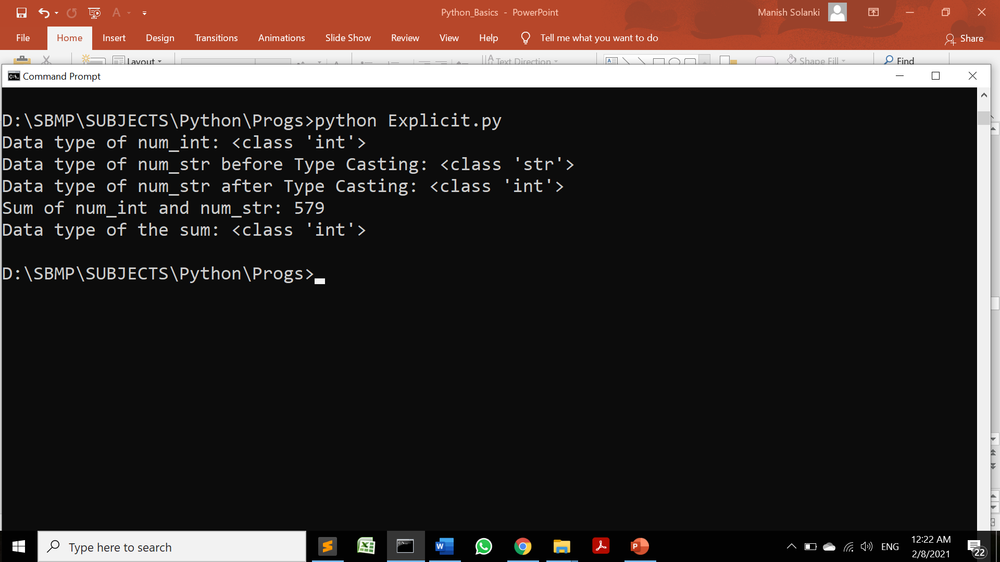 Python_Basics - PowerPoint
Manish Solanki
File Home Insert Design Transitions Animations Slide Show Review View Help Tell me what you want to do Share
Layout Text Direction Shape Fill Find
Command Prompt
D:\SBMP\SUBJECTS\Python\Progs>python Explicit.py
Data type of num_int: <class 'int'>
Data type of num_str before Type Casting: <class 'str'>
Data type of num_str after Type Casting: <class 'int'>
Sum of num_int and num_str: 579
Data type of the sum: <class 'int'>
D:\SBMP\SUBJECTS\Python\Progs>
Type here to search
ENG
12:22 AM
2/8/2021
22